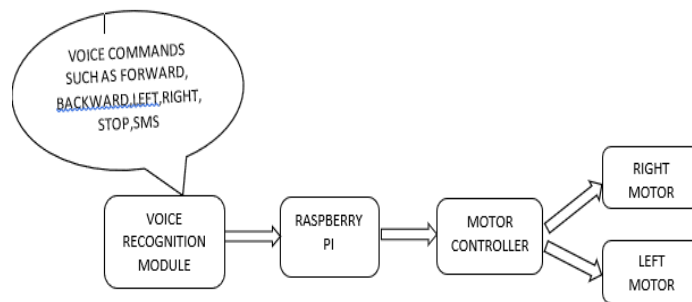 VOICE COMMANDS
SUCH AS FORWARD,
BACKWARD,LEFT,RIGHT,
STOP,SMS
VOICE
RECOGNITION
MODULE
RASPBERRY
PI
MOTOR
CONTROLLER
RIGHT
MOTOR
LEFT
MOTOR